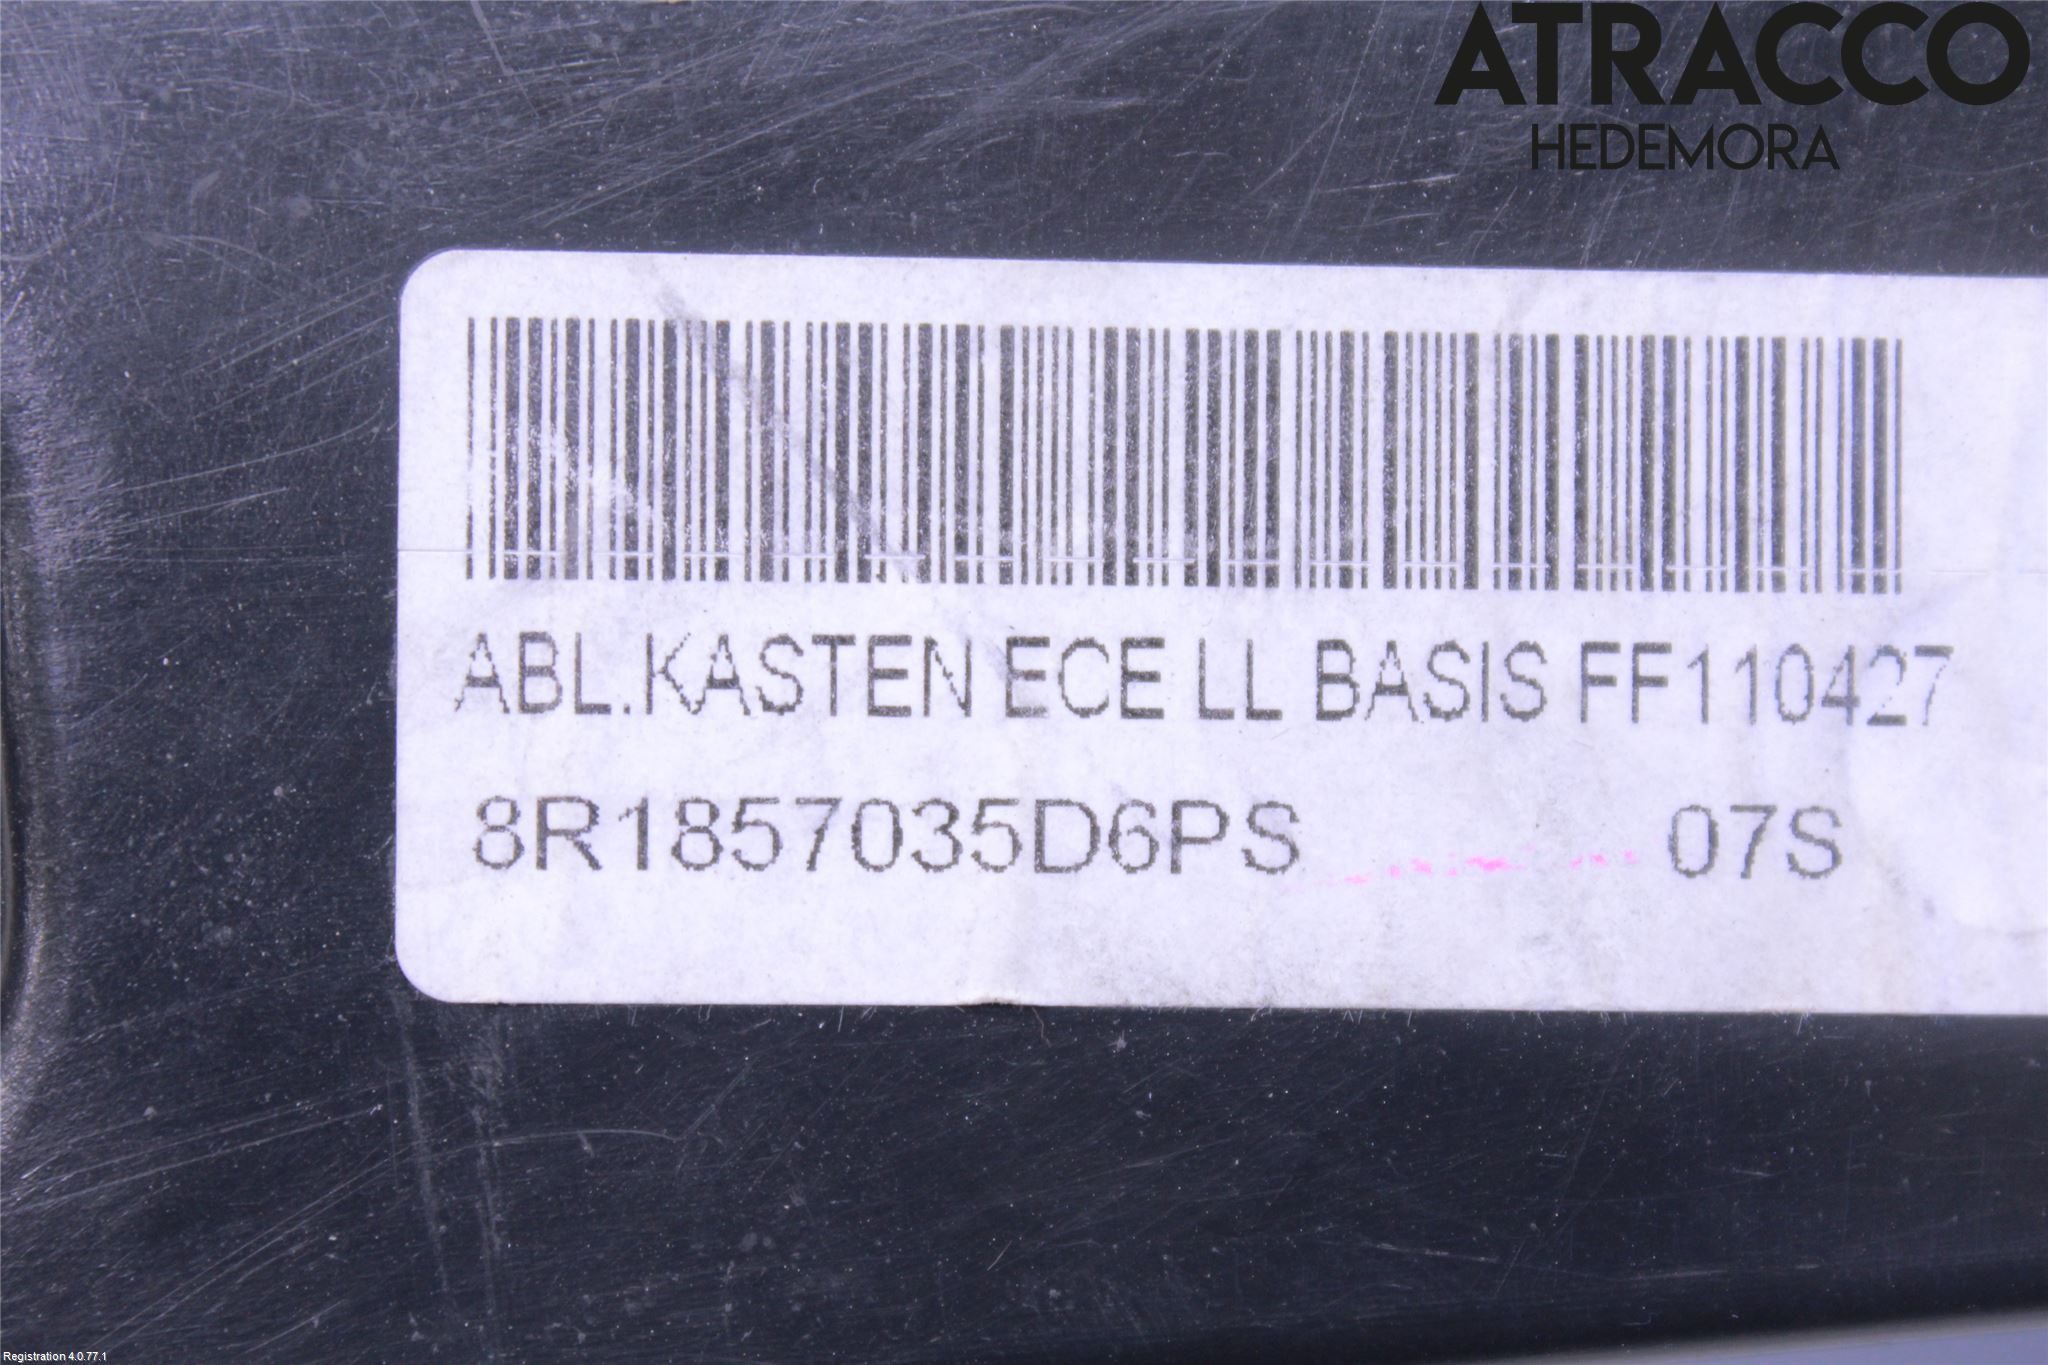 ATRACCO
HEDEMORA
ABL.KASTEN ECE LL BASIS FF110427
8R1857035D6PS 07S
Registration 4.0.77.1